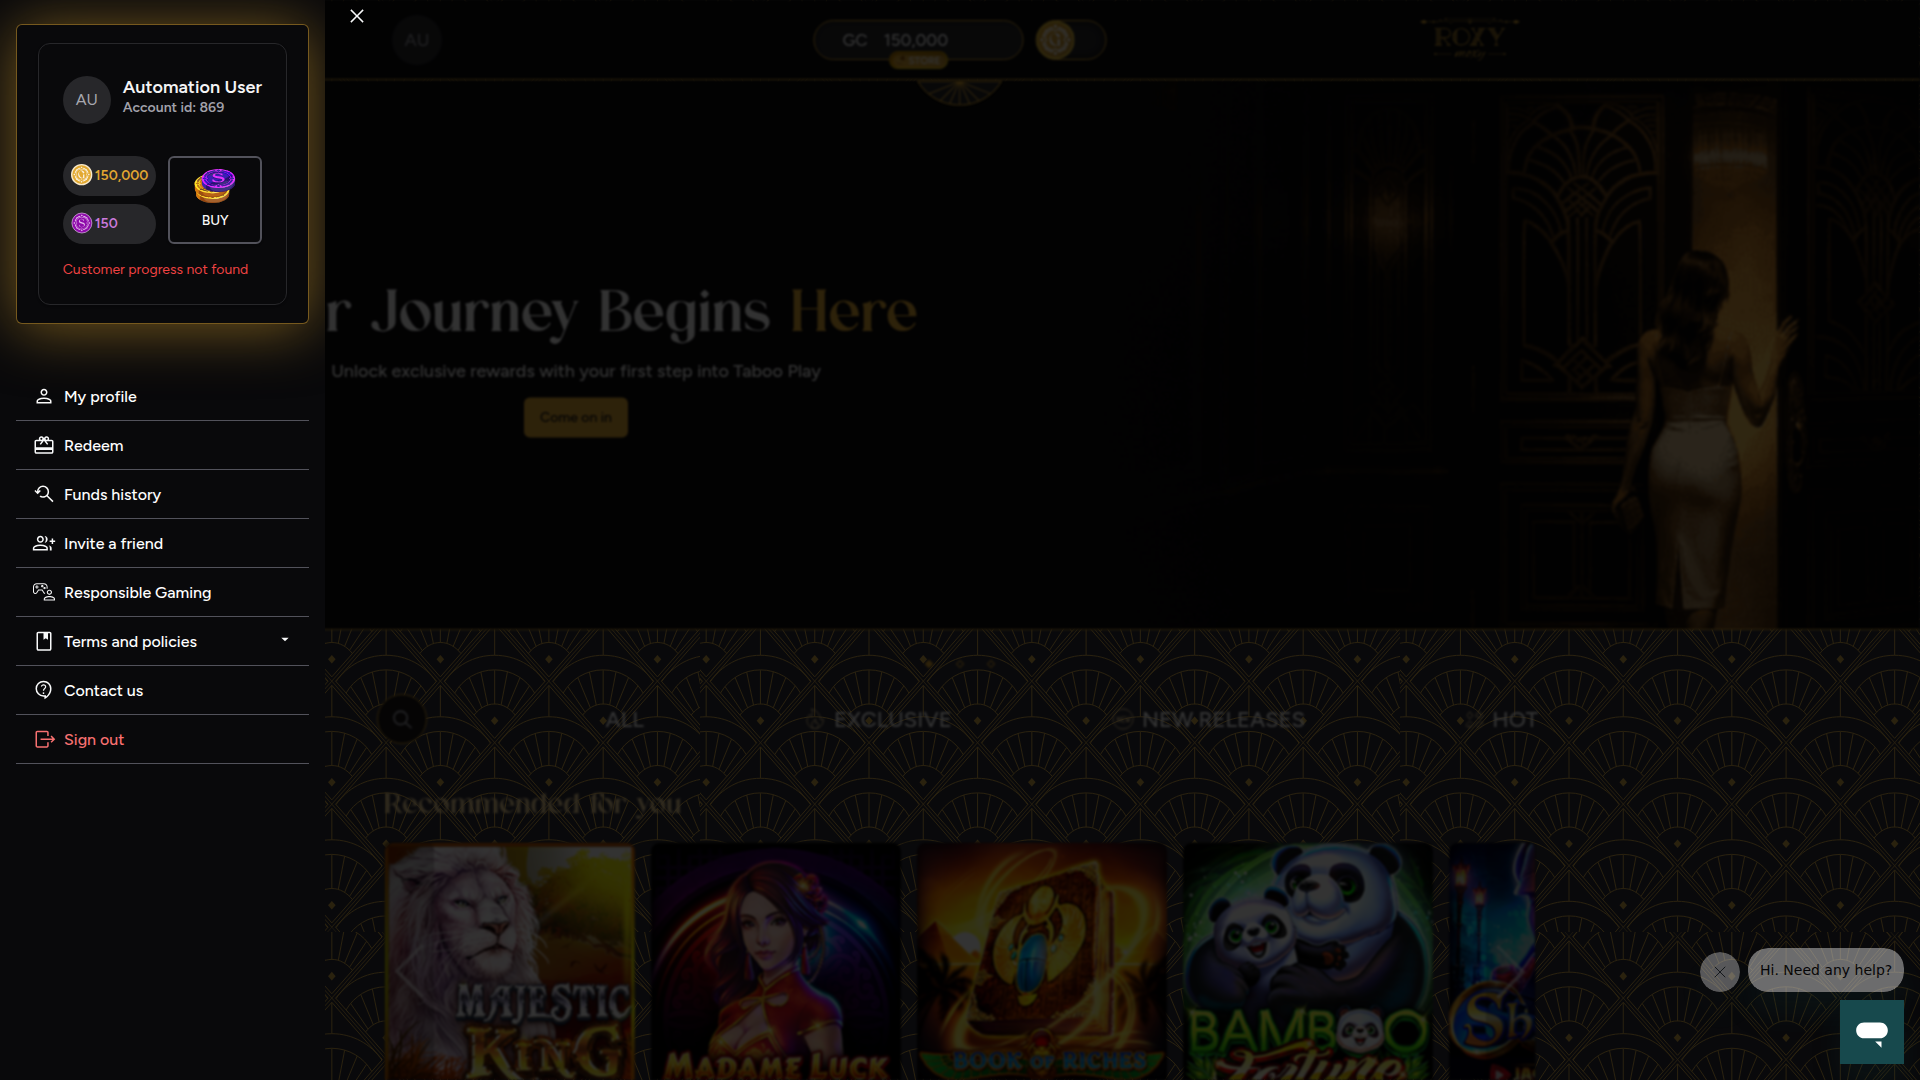 AU
Automation User
Account id: 869
150,000
BUY
150
Customer progress not found
My profile
Redeem
Funds history
Invite a friend
Responsible Gaming
Terms and policies
Contact us
Sign out
AU
GC 150,000
STORE
ROXY
r Journey Begins Here
Unlock exclusive rewards with your first step into Taboo Play
Come on in
ALL
EXCLUSIVE
NEW RELEASES
HOT
Recommended for you
MAJESTIC
KING
MADAME LUCK
BOOK OF RICHES
BAMBOO
Fortune
Sh
JA
Hi. Need any help?